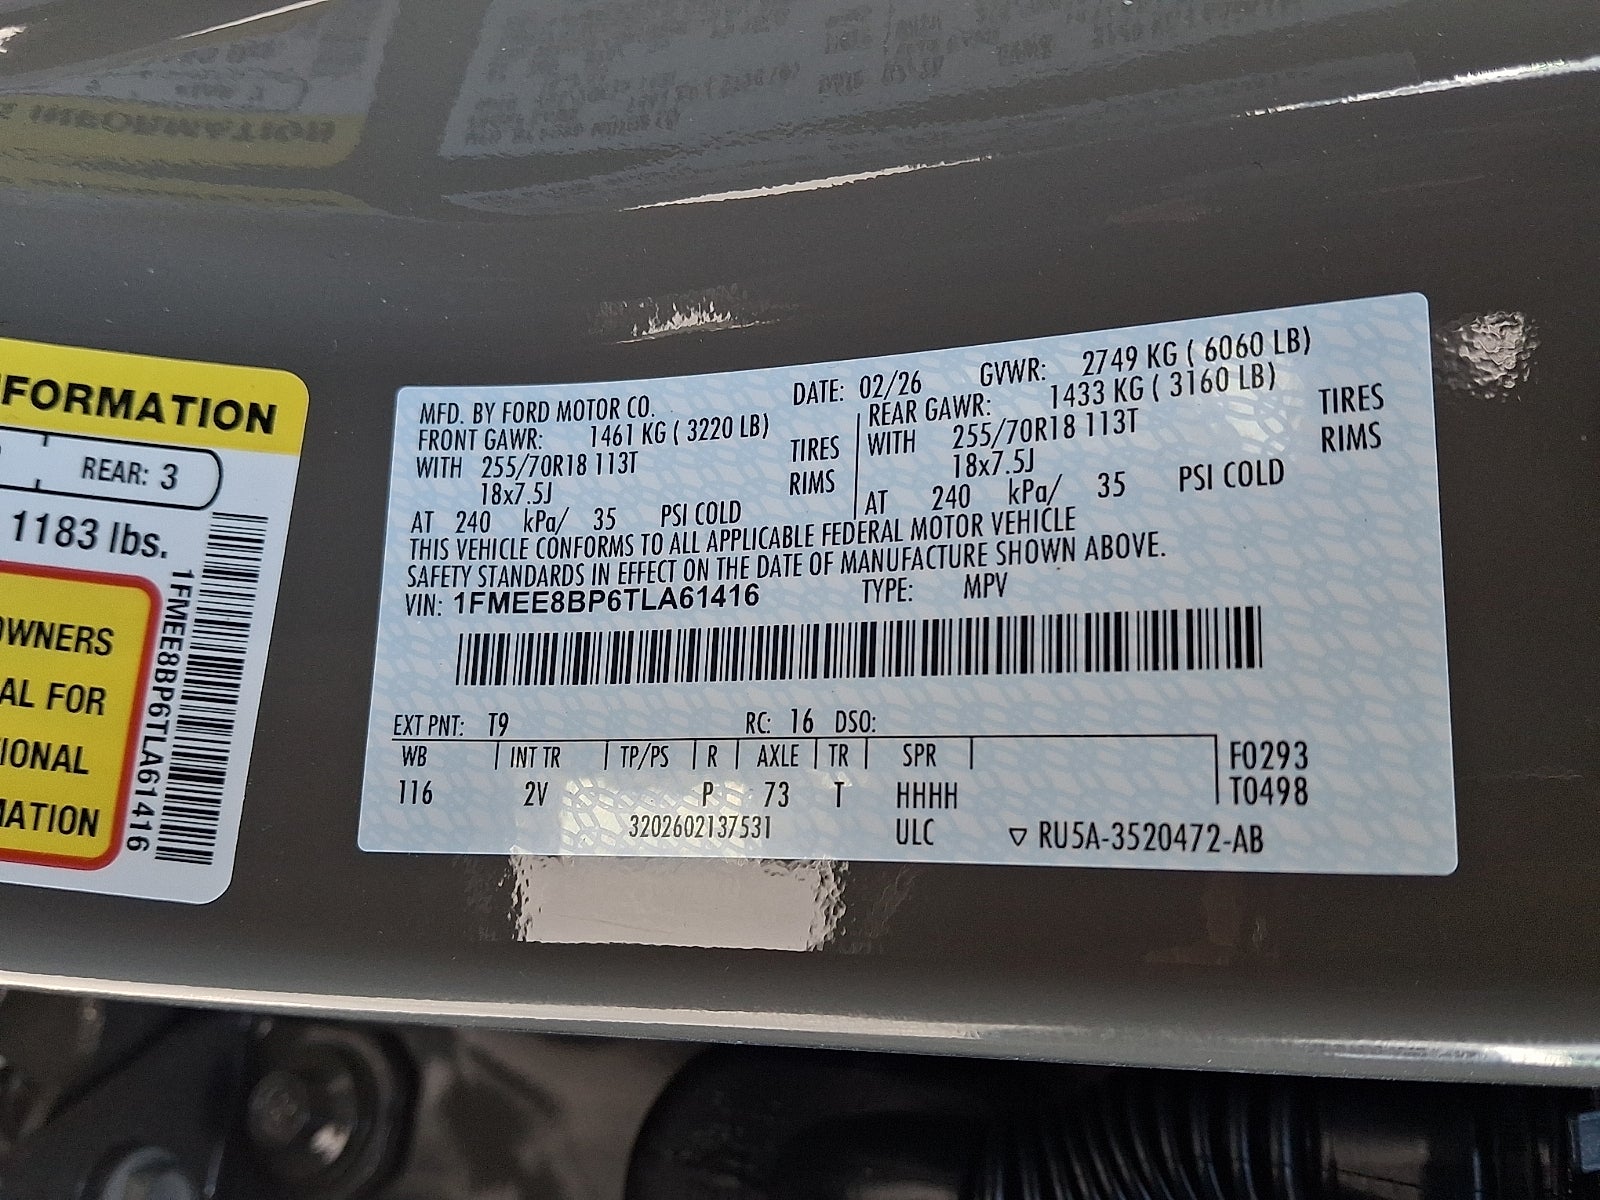 FORMATION
REAR: 3
1183 lbs.
OWNERS
AL FOR
IONAL
MATION
1FMEE8BP6TLA61416
MFD. BY FORD MOTOR CO.
DATE: 02/26
GVWR: 2749 KG ( 6060 LB)
FRONT GAWR: 1461 KG ( 3220 LB)
WITH 255/70R18 113T TIRES
18x7.5J RIMS
AT 240 kPa/ 35 PSI COLD
REAR GAWR: 1433 KG ( 3160 LB)
WITH 255/70R18 113T TIRES
18x7.5J RIMS
AT 240 kPa/ 35 PSI COLD
THIS VEHICLE CONFORMS TO ALL APPLICABLE FEDERAL MOTOR VEHICLE
SAFETY STANDARDS IN EFFECT ON THE DATE OF MANUFACTURE SHOWN ABOVE.
VIN: 1FMEE8BP6TLA61416 TYPE: MPV
EXT PNT: T9 RC: 16 DSO:
WB INT TR TP/PS R AXLE TR SPR F0293
116 2V P 73 T HHHH T0498
3202602137531 ULC ▽ RU5A-3520472-AB